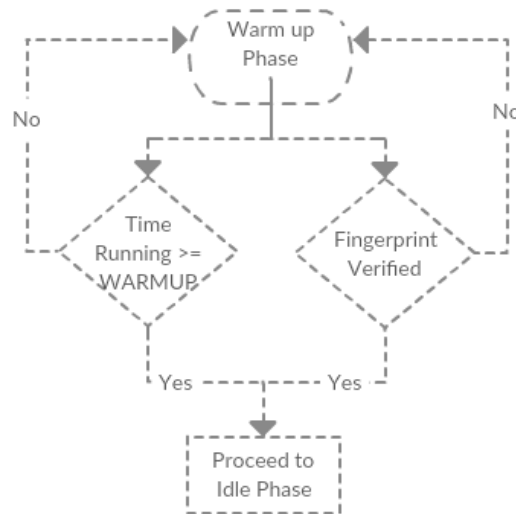 Warm up
Phase
No
No
Time
Running >=
WARMUP
Fingerprint
Verified
Yes
Yes
Proceed to
Idle Phase